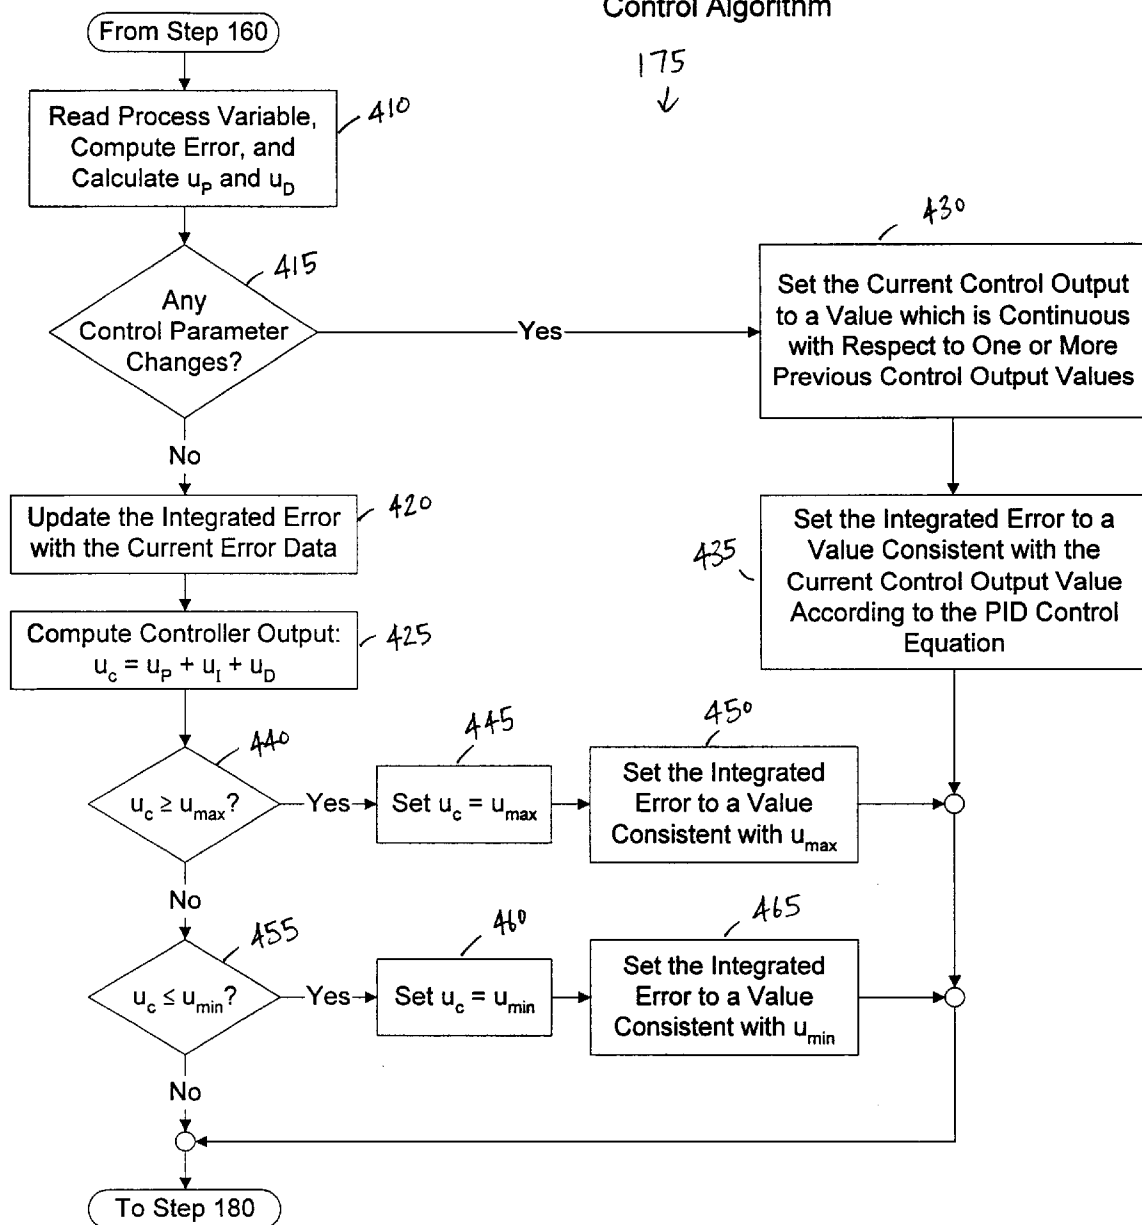 Control Algorithm
From Step 160
175
Read Process Variable,
Compute Error, and
Calculate u_P and u_D
410
Any
Control Parameter
Changes?
415
Yes
430
Set the Current Control Output
to a Value which is Continuous
with Respect to One or More
Previous Control Output Values
No
Update the Integrated Error
with the Current Error Data
420
435
Set the Integrated Error to a
Value Consistent with the
Current Control Output Value
According to the PID Control
Equation
Compute Controller Output:
u_c = u_P + u_I + u_D
425
440
u_c ≥ u_max?
Yes
445
Set u_c = u_max
450
Set the Integrated
Error to a Value
Consistent with u_max
No
455
u_c ≤ u_min?
Yes
460
Set u_c = u_min
465
Set the Integrated
Error to a Value
Consistent with u_min
No
To Step 180